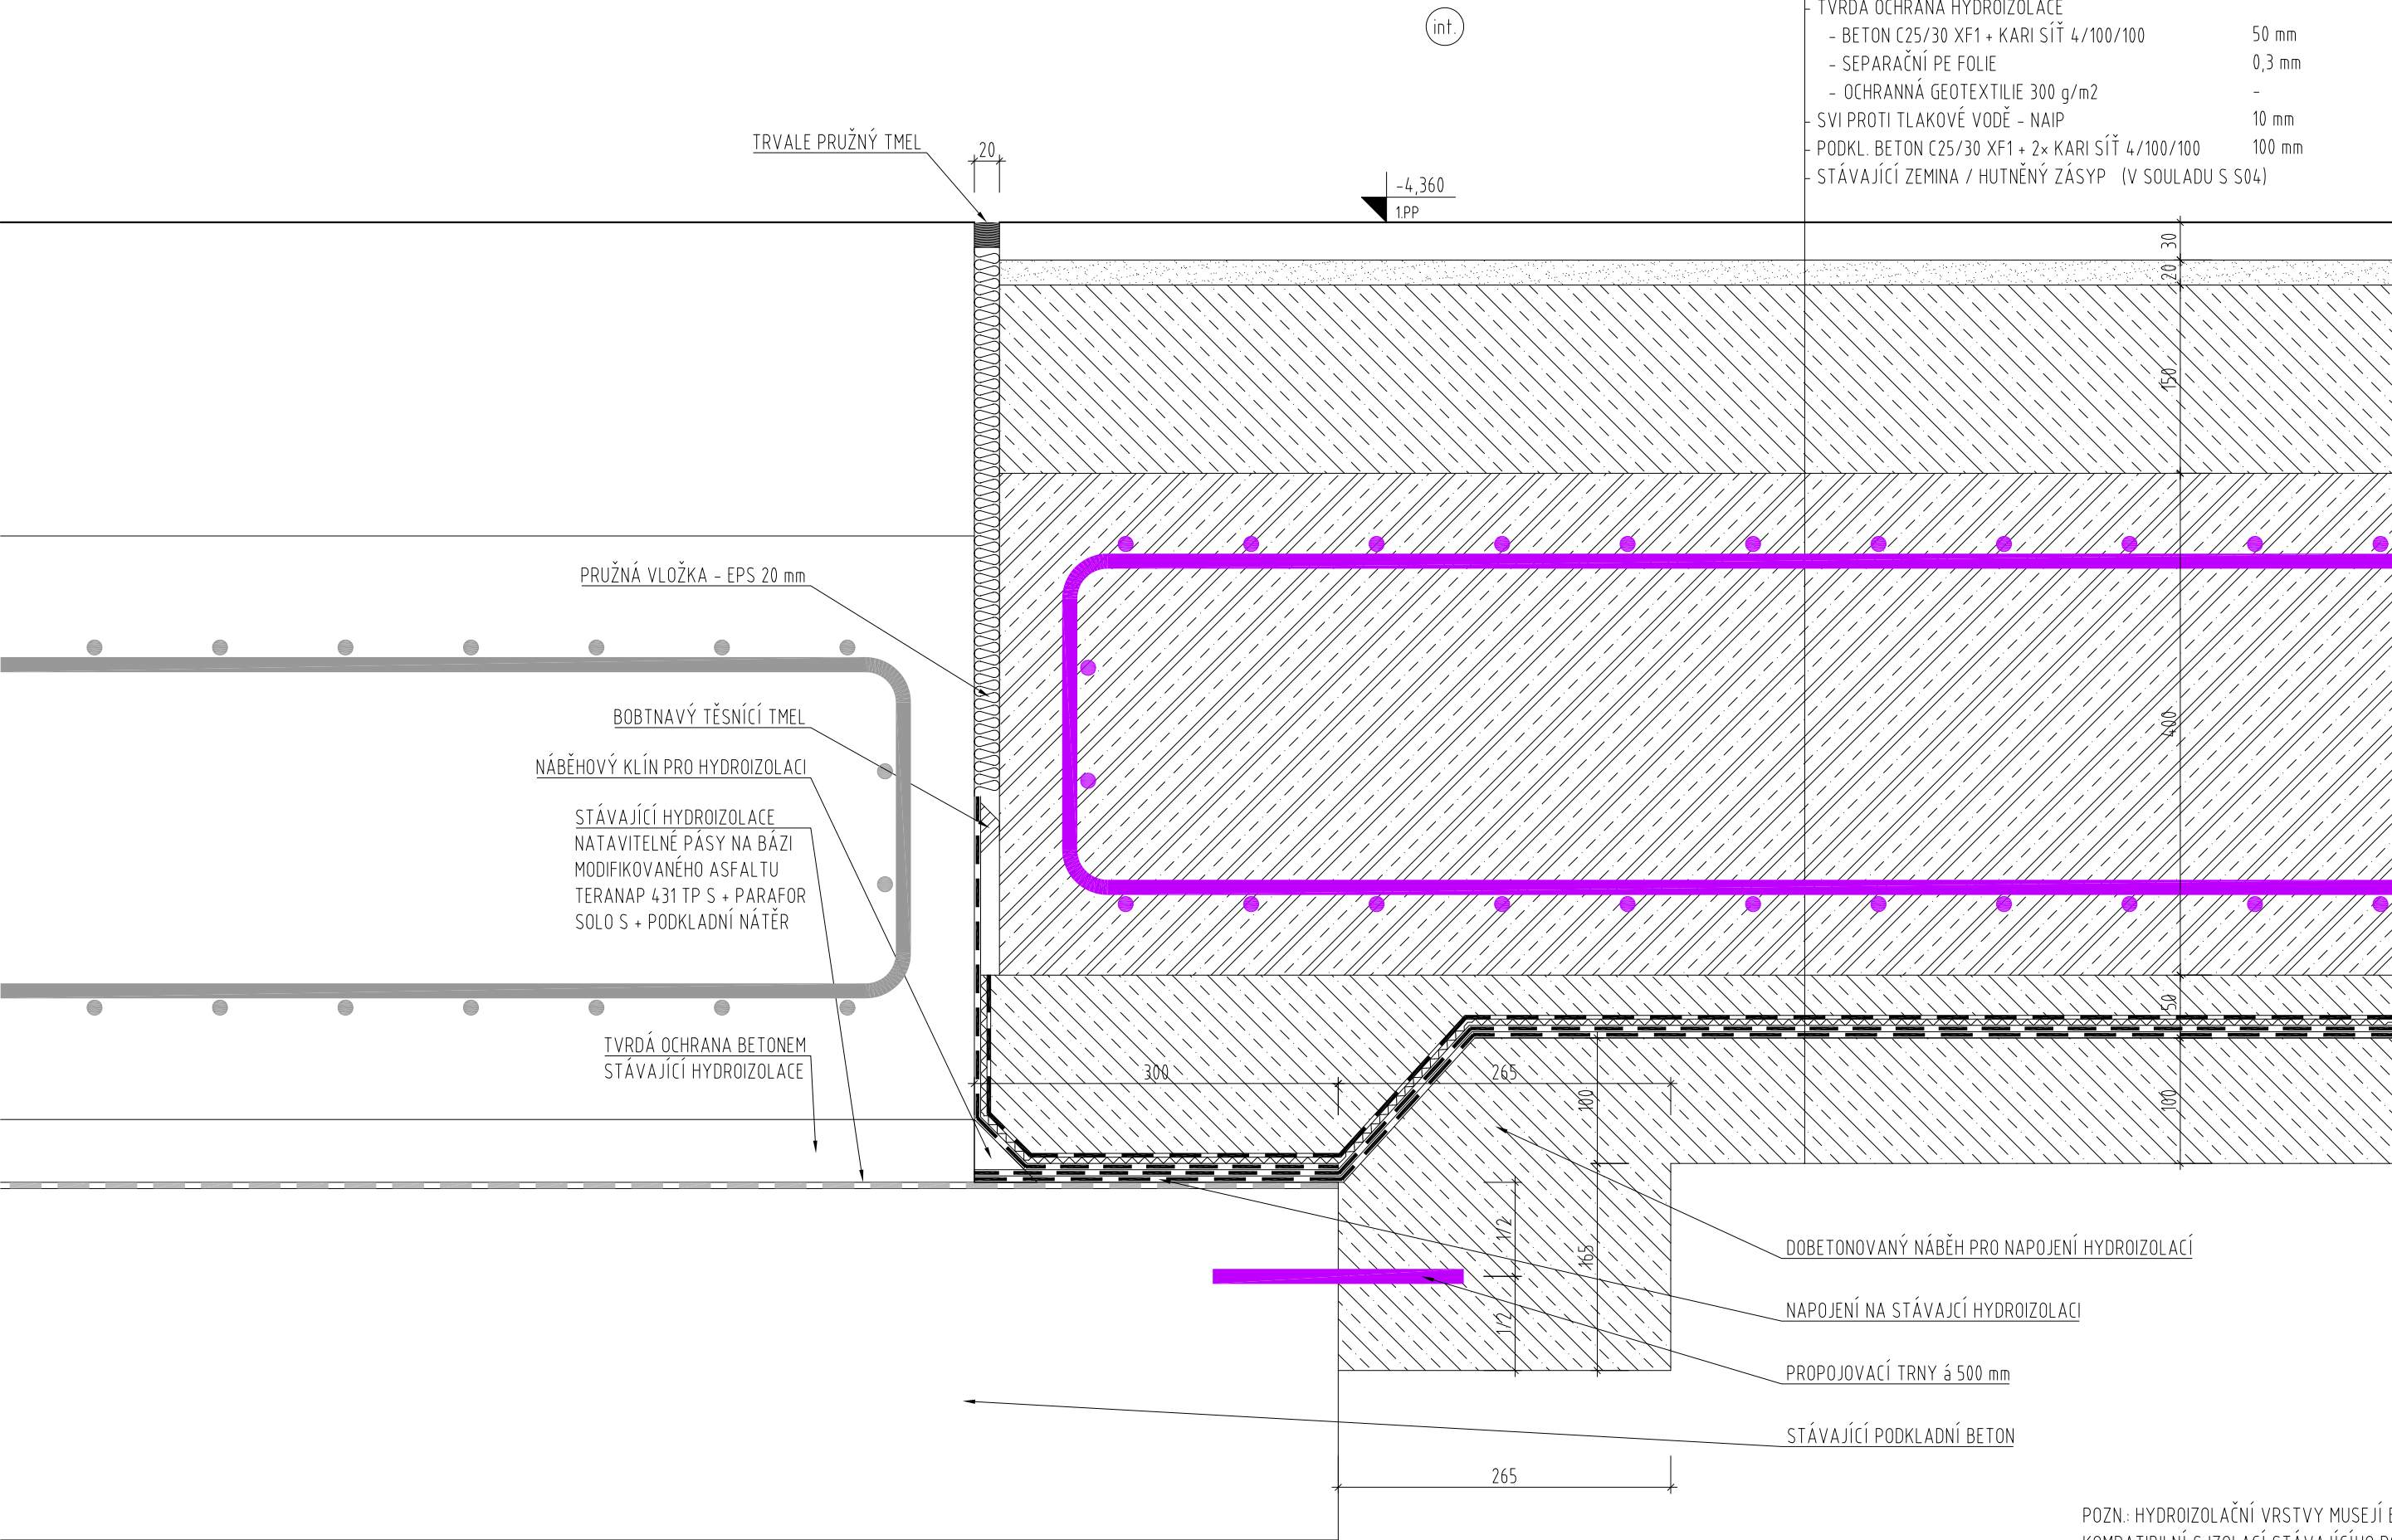 int.
- TVRDÁ OCHRANA HYDROIZOLACE
- BETON C25/30 XF1 + KARI SÍŤ 4/100/100 50 mm
- SEPARAČNÍ PE FOLIE 0,3 mm
- OCHRANNÁ GEOTEXTILIE 300 g/m2 -
- SVI PROTI TLAKOVÉ VODĚ - NAIP 10 mm
- PODKL. BETON C25/30 XF1 + 2× KARI SÍŤ 4/100/100 100 mm
- STÁVAJÍCÍ ZEMINA / HUTNĚNÝ ZÁSYP (V SOULADU S S04)
TRVALE PRUŽNÝ TMEL
20
-4,360
1.PP
30
20
150
400
50
100
PRUŽNÁ VLOŽKA - EPS 20 mm
BOBTNAVÝ TĚSNÍCÍ TMEL
NÁBĚHOVÝ KLÍN PRO HYDROIZOLACI
STÁVAJÍCÍ HYDROIZOLACE
NATAVITELNÉ PÁSY NA BÁZI
MODIFIKOVANÉHO ASFALTU
TERANAP 431 TP S + PARAFOR
SOLO S + PODKLADNÍ NÁTĚR
TVRDÁ OCHRANA BETONEM
STÁVAJÍCÍ HYDROIZOLACE
300
265
100
165
1/2
1/2
DOBETONOVANÝ NÁBĚH PRO NAPOJENÍ HYDROIZOLACÍ
NAPOJENÍ NA STÁVAJCÍ HYDROIZOLACI
PROPOJOVACÍ TRNY á 500 mm
STÁVAJÍCÍ PODKLADNÍ BETON
265
POZN.: HYDROIZOLAČNÍ VRSTVY MUSEJÍ
KOMPATIBILNÍ S IZOLACÍ STÁVAJÍCÍHO